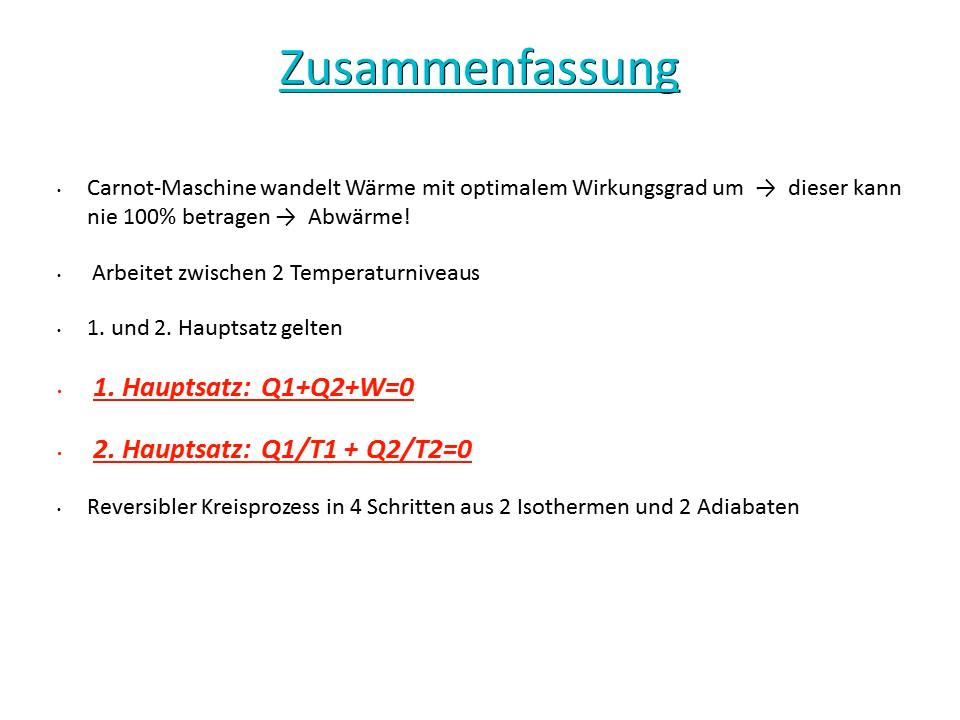 Zusammenfassung
• Carnot-Maschine wandelt Wärme mit optimalem Wirkungsgrad um → dieser kann
nie 100% betragen → Abwärme!
• Arbeitet zwischen 2 Temperaturniveaus
• 1. und 2. Hauptsatz gelten
• 1. Hauptsatz: Q1+Q2+W=0
• 2. Hauptsatz: Q1/T1 + Q2/T2=0
• Reversibler Kreisprozess in 4 Schritten aus 2 Isothermen und 2 Adiabaten